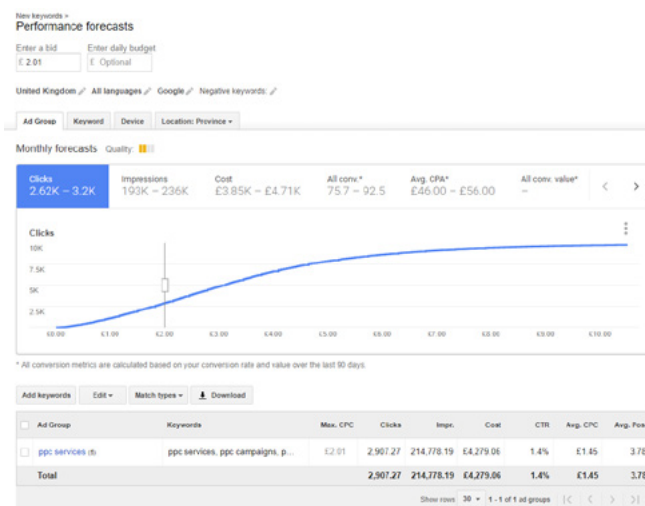 New keywords >
Performance forecasts
Enter a bid Enter daily budget
£ 2.01 £ Optional
United Kingdom All languages Google Negative keywords:
Ad Group Keyword Device Location: Province
Monthly forecasts Quality:
Clicks Impressions Cost All conv.* Avg. CPA* All conv. value*
2.62K – 3.2K 193K – 236K £3.85K – £4.71K 75.7 – 92.5 £46.00 – £56.00 –
Clicks
10K
7.5K
5K
2.5K
£0.00 £1.00 £2.00 £3.00 £4.00 £5.00 £6.00 £7.00 £8.00 £9.00 £10.00
* All conversion metrics are calculated based on your conversion rate and value over the last 90 days
Add keywords Edit Match types Download
Ad Group Keywords Max. CPC Clicks Impr. Cost CTR Avg. CPC Avg. Pos
ppc services ppc services, ppc campaigns, p... £2.01 2,907.27 214,778.19 £4,279.06 1.4% £1.45 3.78
Total 2,907.27 214,778.19 £4,279.06 1.4% £1.45 3.78
Show rows 30 1 - 1 of 1 ad groups